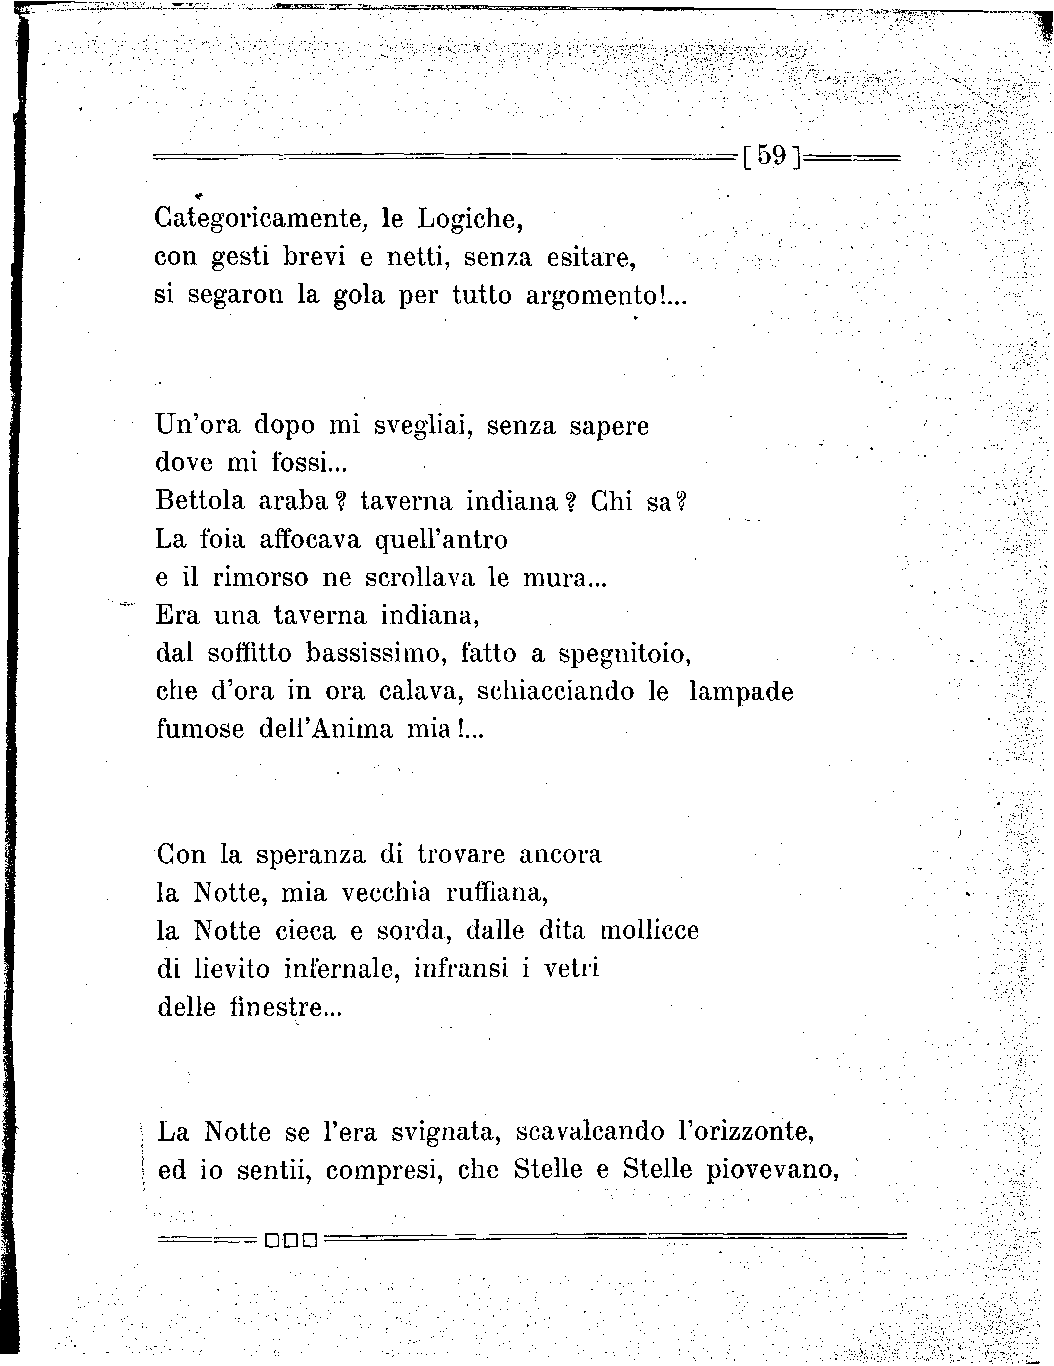 [59]
Categoricamente, le Logiche,
con gesti brevi e netti, senza esitare,
si segaron la gola per tutto argomento!...
Un'ora dopo mi svegliai, senza sapere
dove mi fossi...
Bettola araba? taverna indiana? Chi sa?
La foia affocava quell'antro
e il rimorso ne scrollava le mura...
Era una taverna indiana,
dal soffitto bassissimo, fatto a spegnitoio,
che d'ora in ora calava, schiacciando le lampade
fumose dell'Anima mia!...
Con la speranza di trovare ancora
la Notte, mia vecchia ruffiana,
la Notte cieca e sorda, dalle dita mollicce
di lievito infernale, infransi i vetri
delle finestre...
La Notte se l'era svignata, scavalcando l'orizzonte,
ed io sentii, compresi, che Stelle e Stelle piovevano,